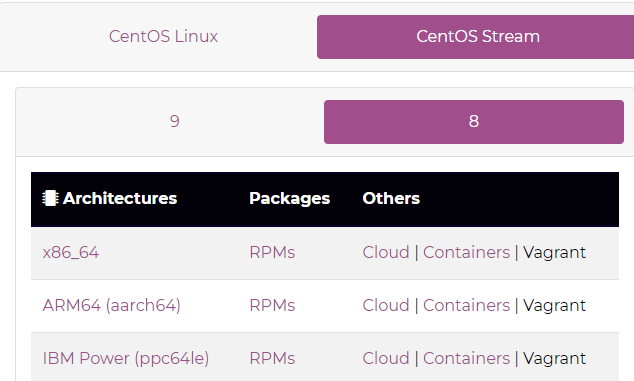 CentOS Linux CentOS Stream
9 8
Architectures Packages Others
x86_64 RPMs Cloud | Containers | Vagrant
ARM64 (aarch64) RPMs Cloud | Containers | Vagrant
IBM Power (ppc64le) RPMs Cloud | Containers | Vagrant